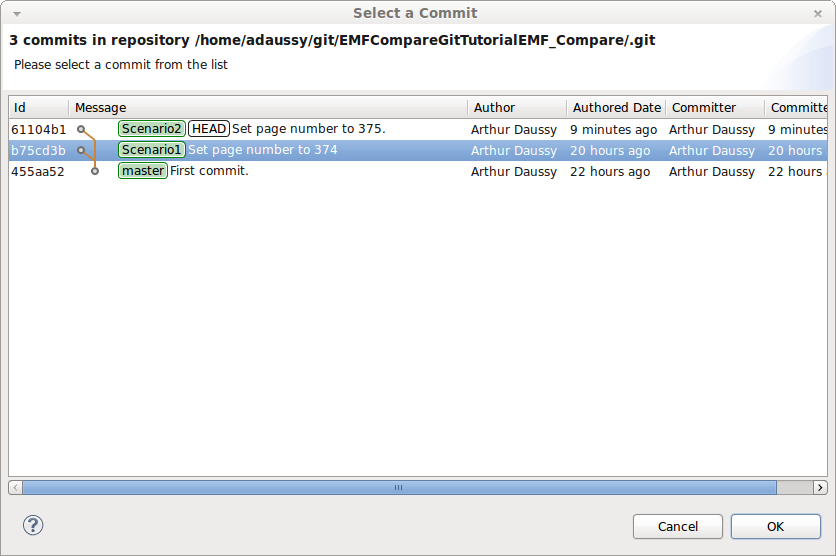 Select a Commit
3 commits in repository /home/adaussy/git/EMFCompareGitTutorialEMF_Compare/.git
Please select a commit from the list
Id Message Author Authored Date Committer Committe
61104b1 Scenario2 HEAD Set page number to 375. Arthur Daussy 9 minutes ago Arthur Daussy 9 minutes
b75cd3b Scenario1 Set page number to 374 Arthur Daussy 20 hours ago Arthur Daussy 20 hours
455aa52 master First commit. Arthur Daussy 22 hours ago Arthur Daussy 22 hours
? Cancel OK